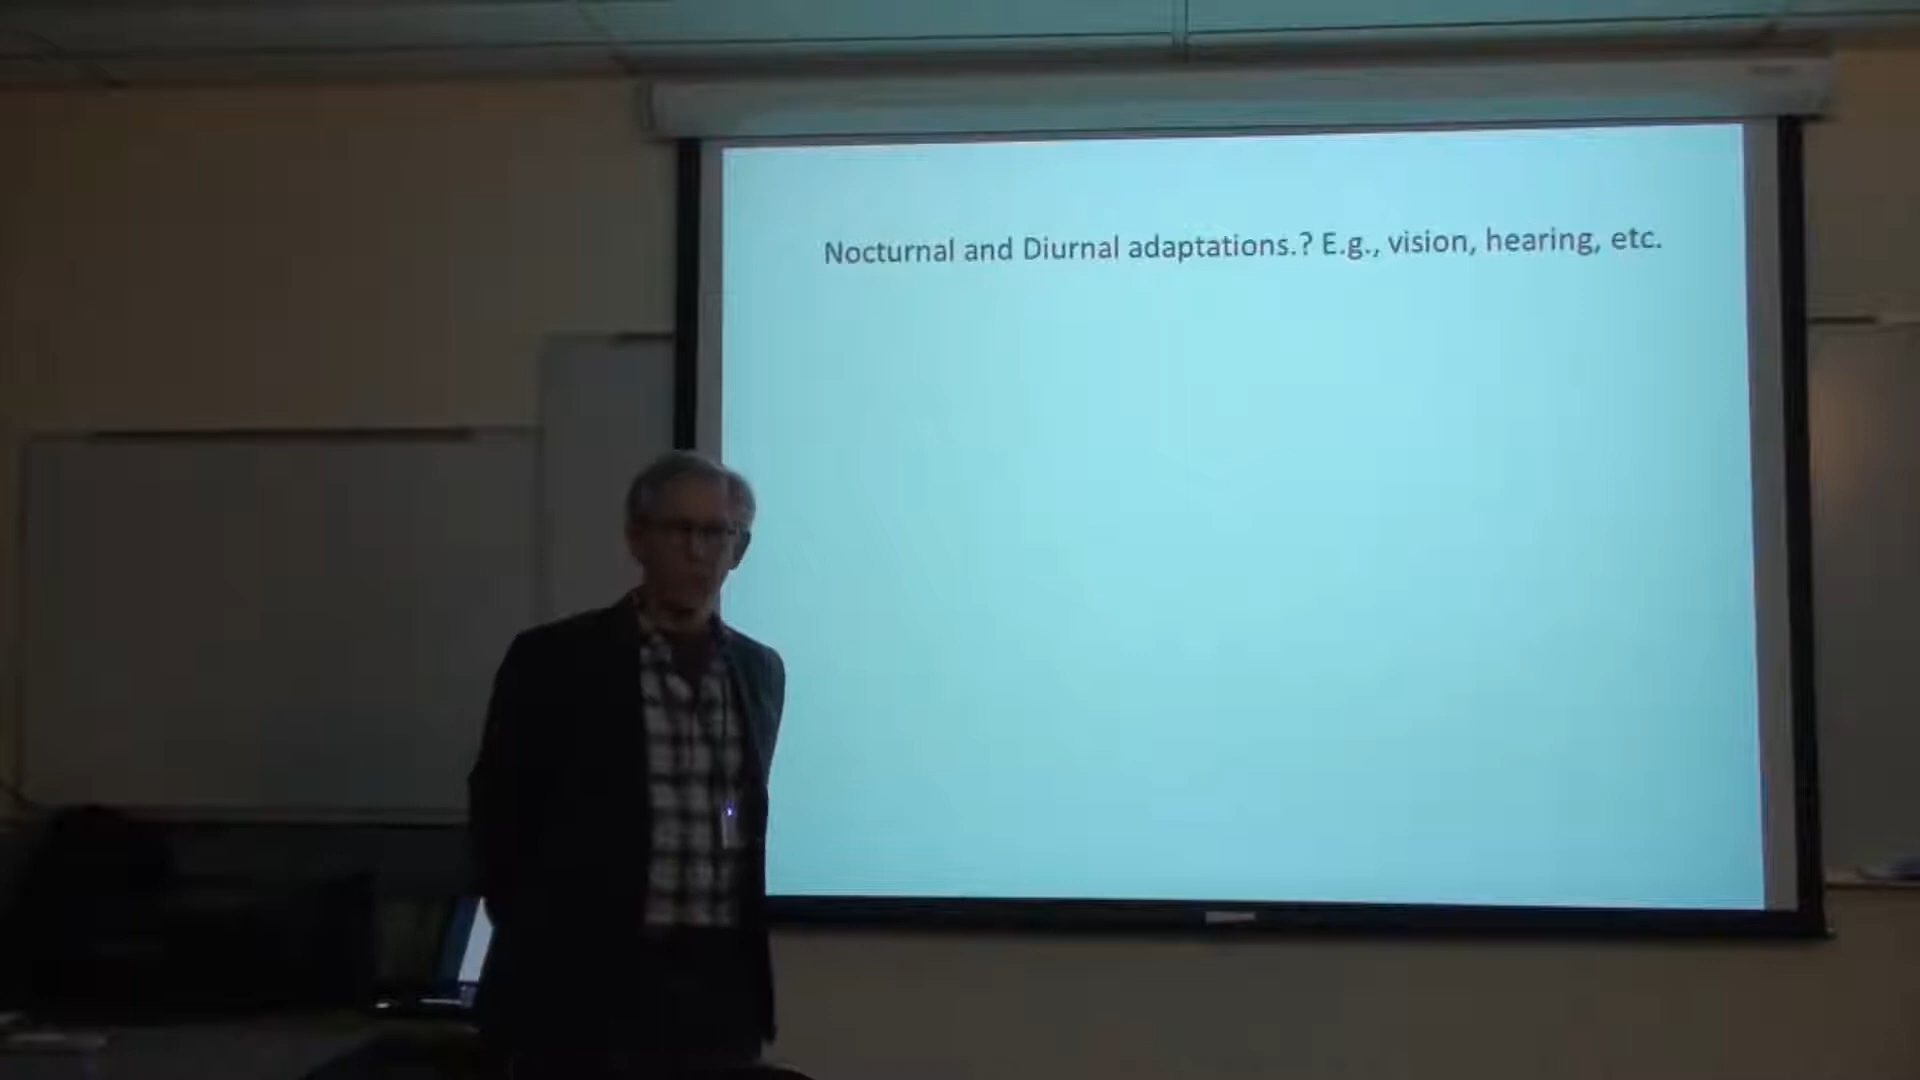 Nocturnal and Diurnal adaptations.? E.g., vision, hearing, etc.